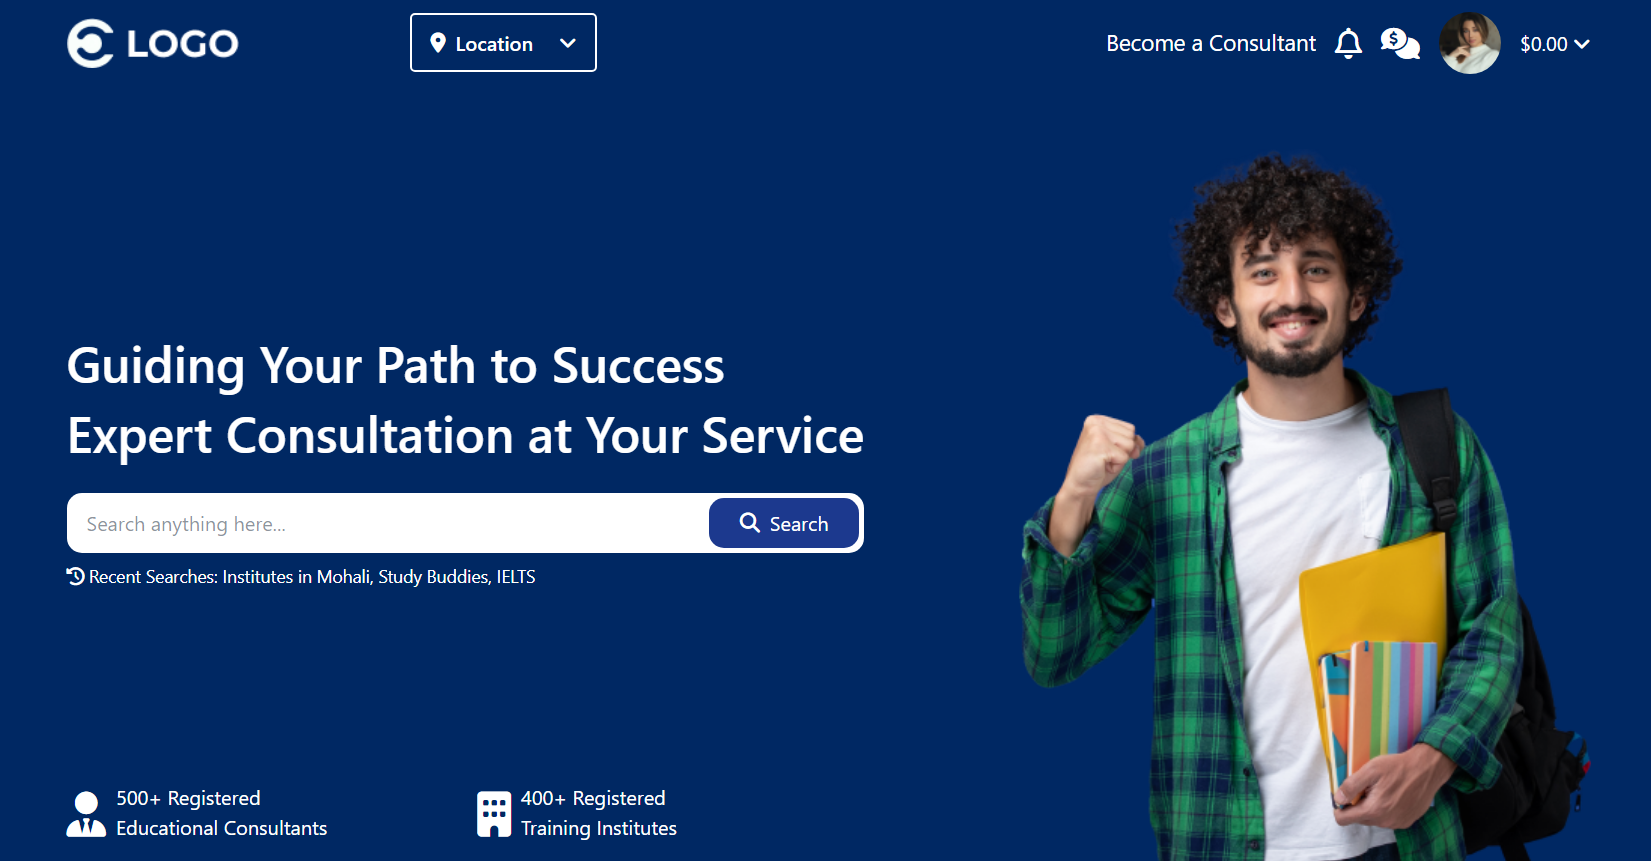 LOGO
Location
Become a Consultant
$
$0.00
Guiding Your Path to Success
Expert Consultation at Your Service
Search anything here...
Search
Recent Searches: Institutes in Mohali, Study Buddies, IELTS
500+ Registered
Educational Consultants
400+ Registered
Training Institutes